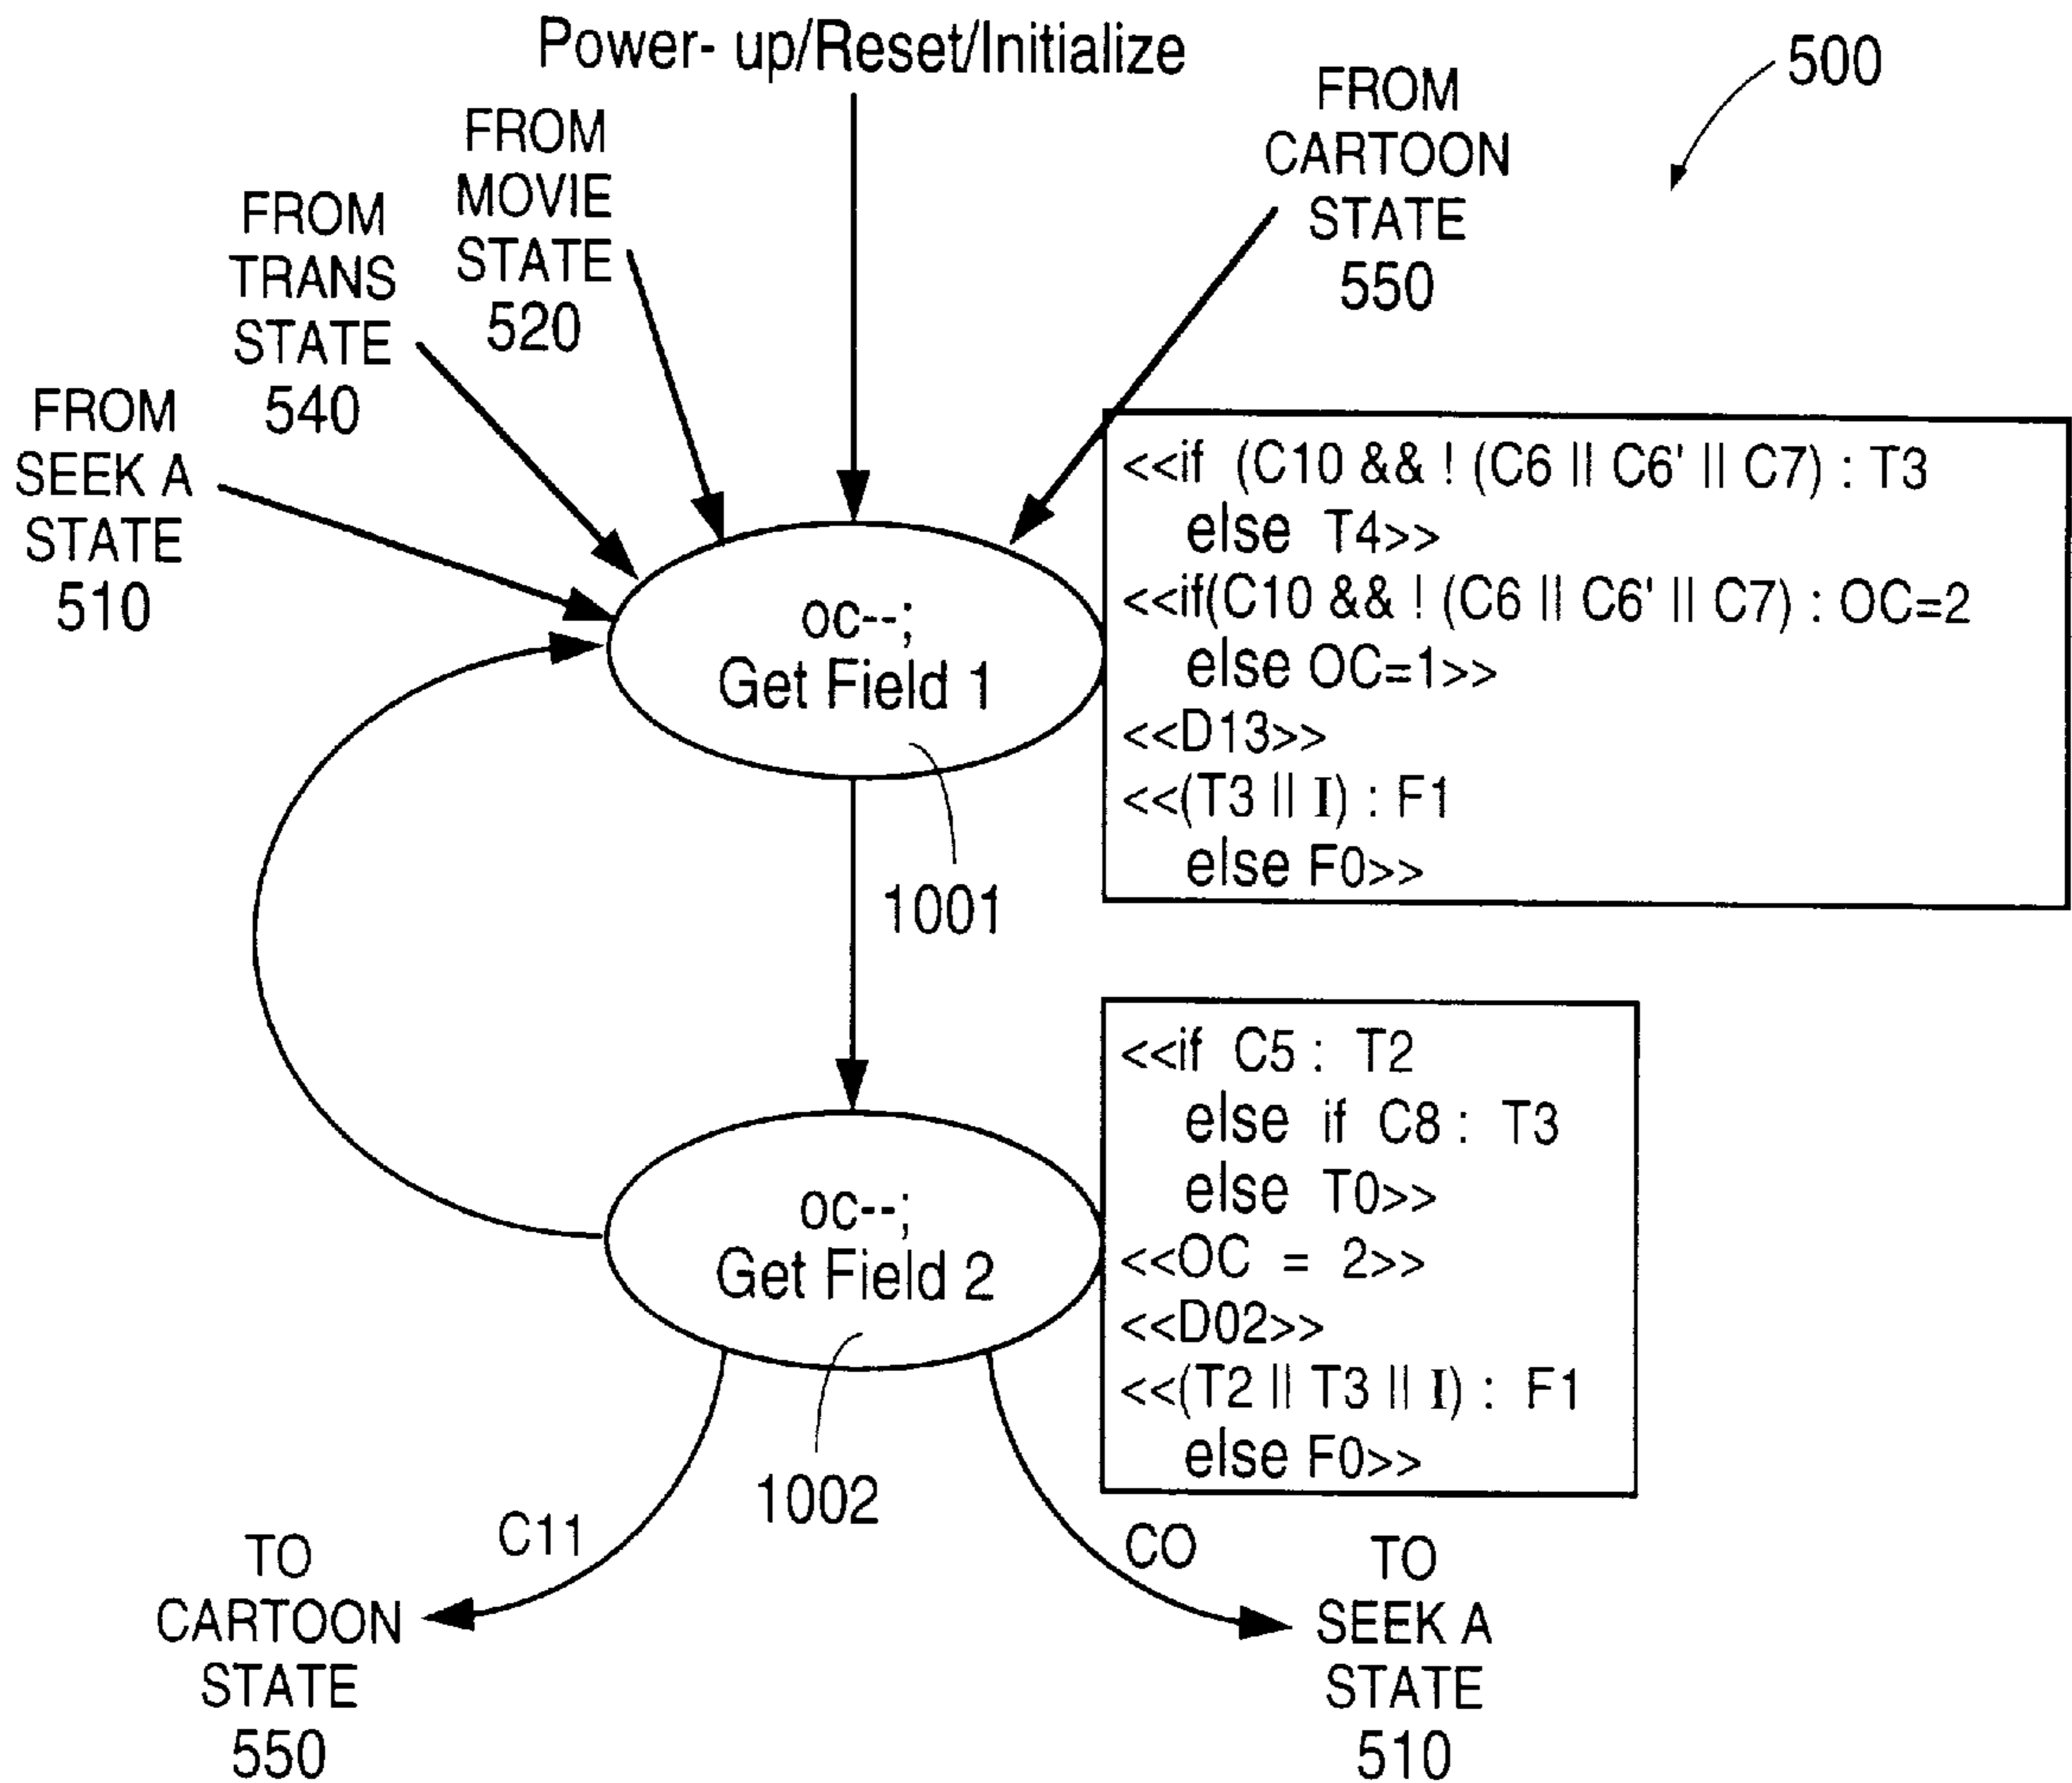 Power- up/Reset/Initialize
500
FROM
CARTOON
STATE
550
FROM
MOVIE
STATE
520
FROM
TRANS
STATE
540
FROM
SEEK A
STATE
510
oc--;
Get Field 1
1001
<<if (C10 && ! (C6 || C6' || C7) : T3
else T4>>
<<if(C10 && ! (C6 || C6' || C7) : OC=2
else OC=1>>
<<D13>>
<<(T3 || I) : F1
else F0>>
oc--;
Get Field 2
1002
<<if C5 : T2
else if C8 : T3
else T0>>
<<OC = 2>>
<<D02>>
<<(T2 || T3 || I) : F1
else F0>>
C11
TO
CARTOON
STATE
550
CO
TO
SEEK A
STATE
510